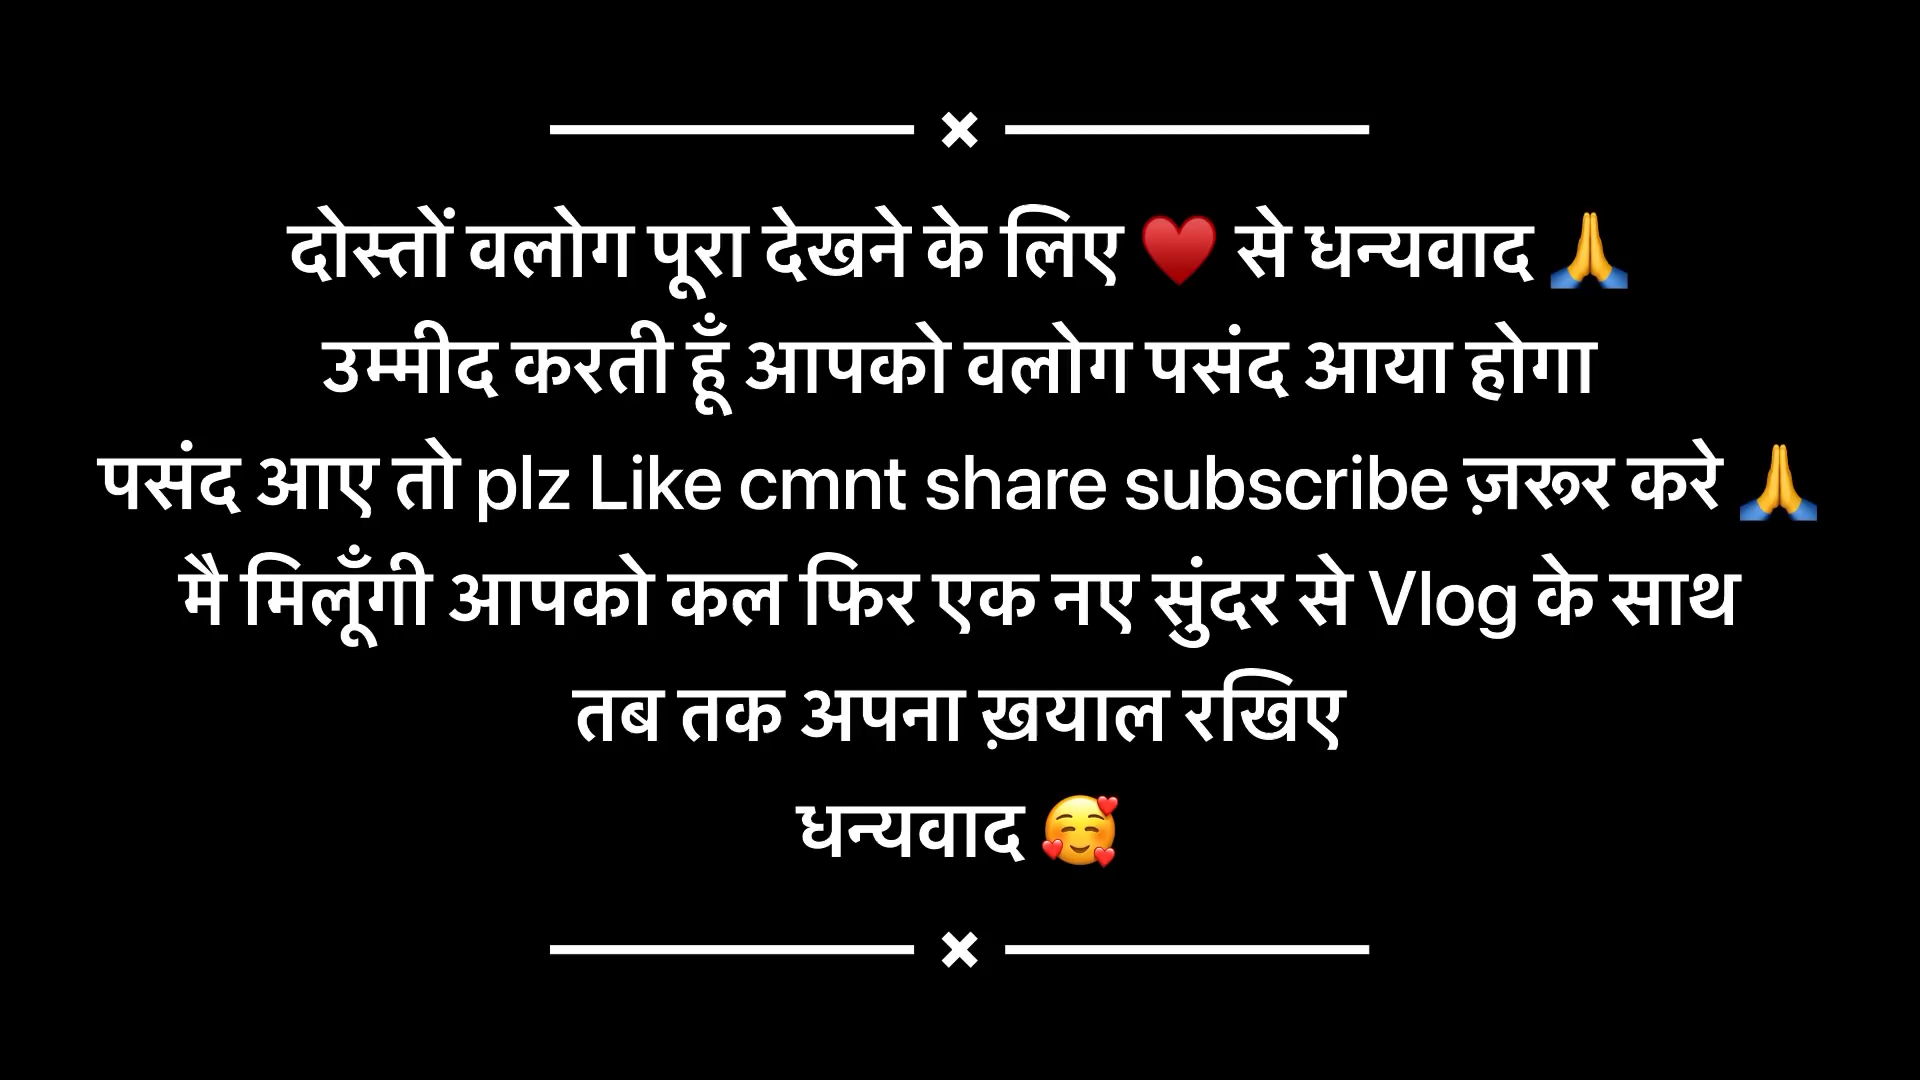 दोस्तों वलोग पूरा देखने के लिए ♥️ से धन्यवाद 🙏
उम्मीद करती हूँ आपको वलोग पसंद आया होगा
पसंद आए तो plz Like cmnt share subscribe ज़रूर करे 🙏
मै मिलूँगी आपको कल फिर एक नए सुंदर से Vlog के साथ
तब तक अपना ख़याल रखिए
धन्यवाद 🥰